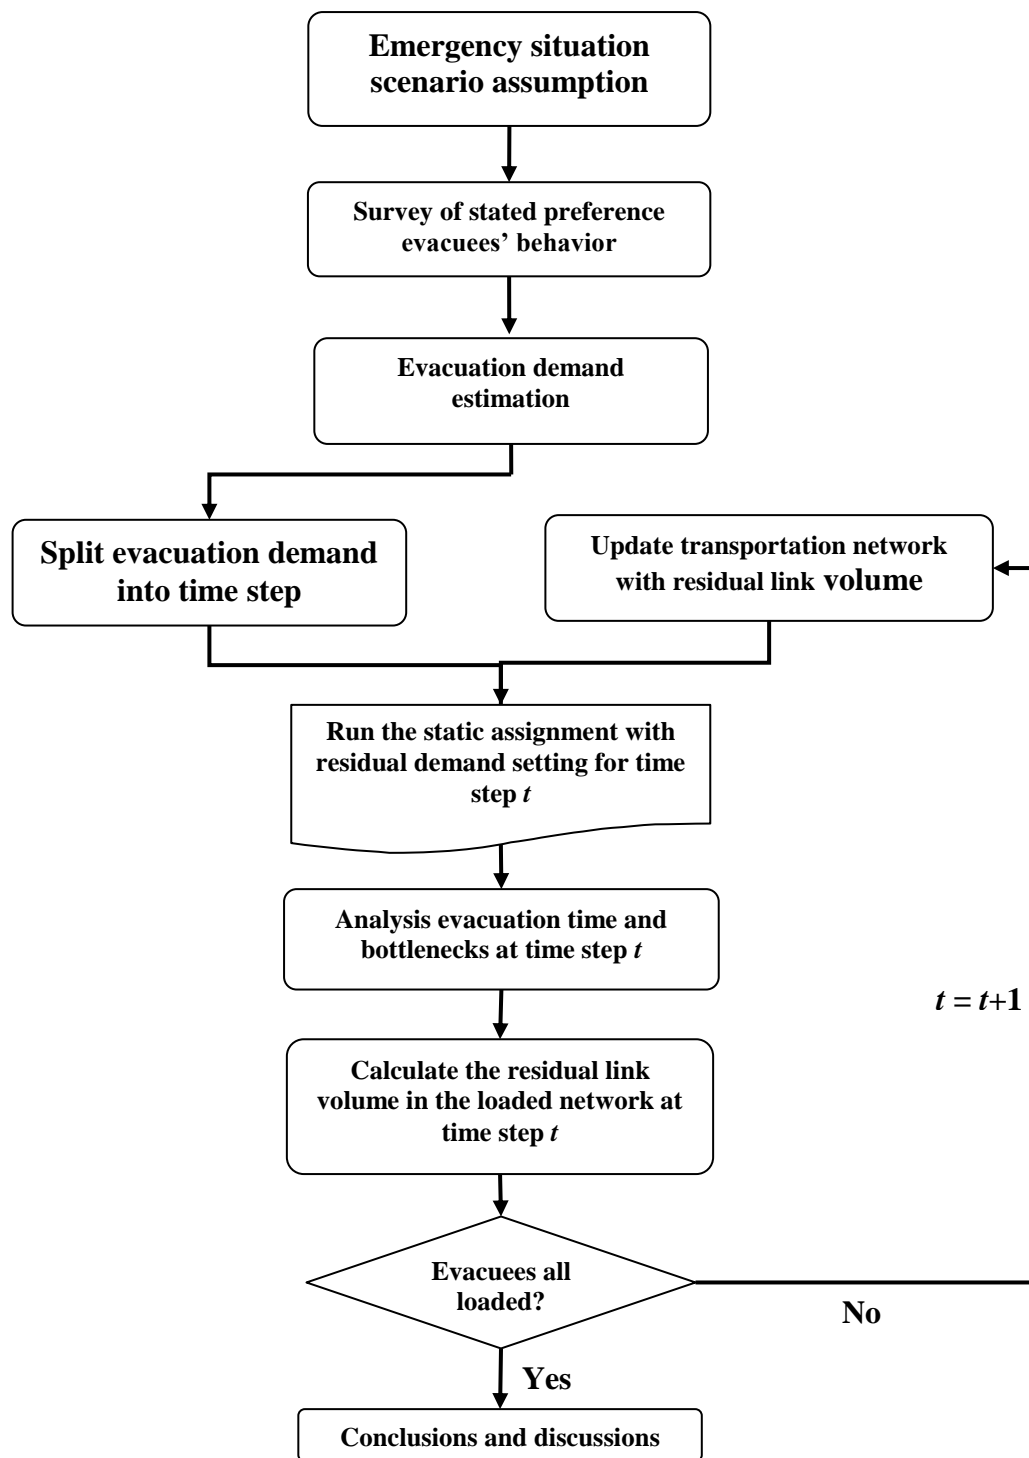 Emergency situation
scenario assumption
Survey of stated preference
evacuees’ behavior
Evacuation demand
estimation
Split evacuation demand
into time step
Update transportation network
with residual link volume
Run the static assignment with
residual demand setting for time
step t
Analysis evacuation time and
bottlenecks at time step t
t = t+1
Calculate the residual link
volume in the loaded network at
time step t
Evacuees all
loaded?
No
Yes
Conclusions and discussions